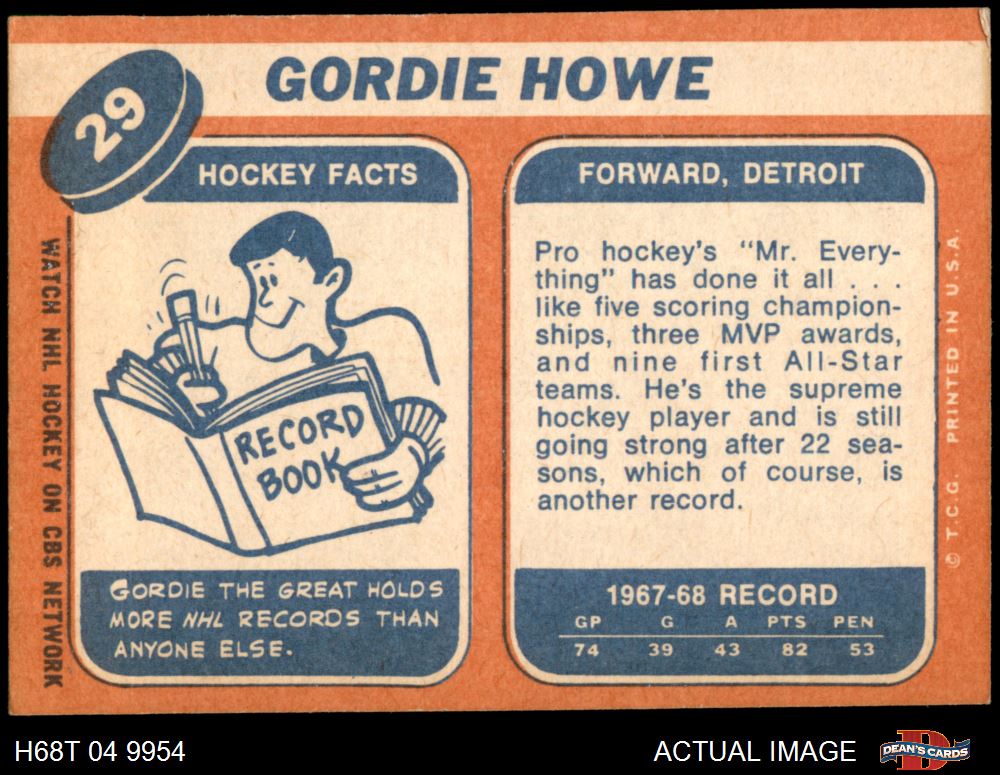 29
GORDIE HOWE
HOCKEY FACTS
RECORD
BOOK
GORDIE THE GREAT HOLDS
MORE NHL RECORDS THAN
ANYONE ELSE.
WATCH NHL HOCKEY ON CBS NETWORK
FORWARD, DETROIT
Pro hockey's "Mr. Every-
thing" has done it all . . .
like five scoring champion-
ships, three MVP awards,
and nine first All-Star
teams. He's the supreme
hockey player and is still
going strong after 22 sea-
sons, which of course, is
another record.
1967-68 RECORD
GP G A PTS PEN
74 39 43 82 53
© T.C.G. PRINTED IN U.S.A.
H68T 04 9954
ACTUAL IMAGE
D
DEAN'S CARDS